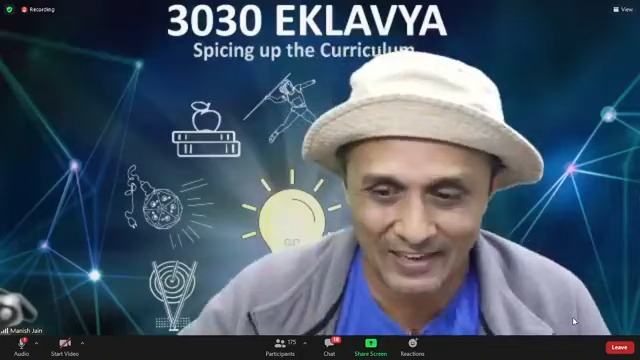 Recording
View
3030 EKLAVYA
Spicing up the Curriculum
Manish Jain
175
18
Audio
Start Video
Participants
Chat
Share Screen
Reactions
Leave